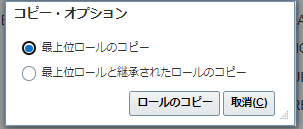 コピー・オプション
最上位ロールのコピー
最上位ロールと継承されたロールのコピー
ロールのコピー 取消(C)